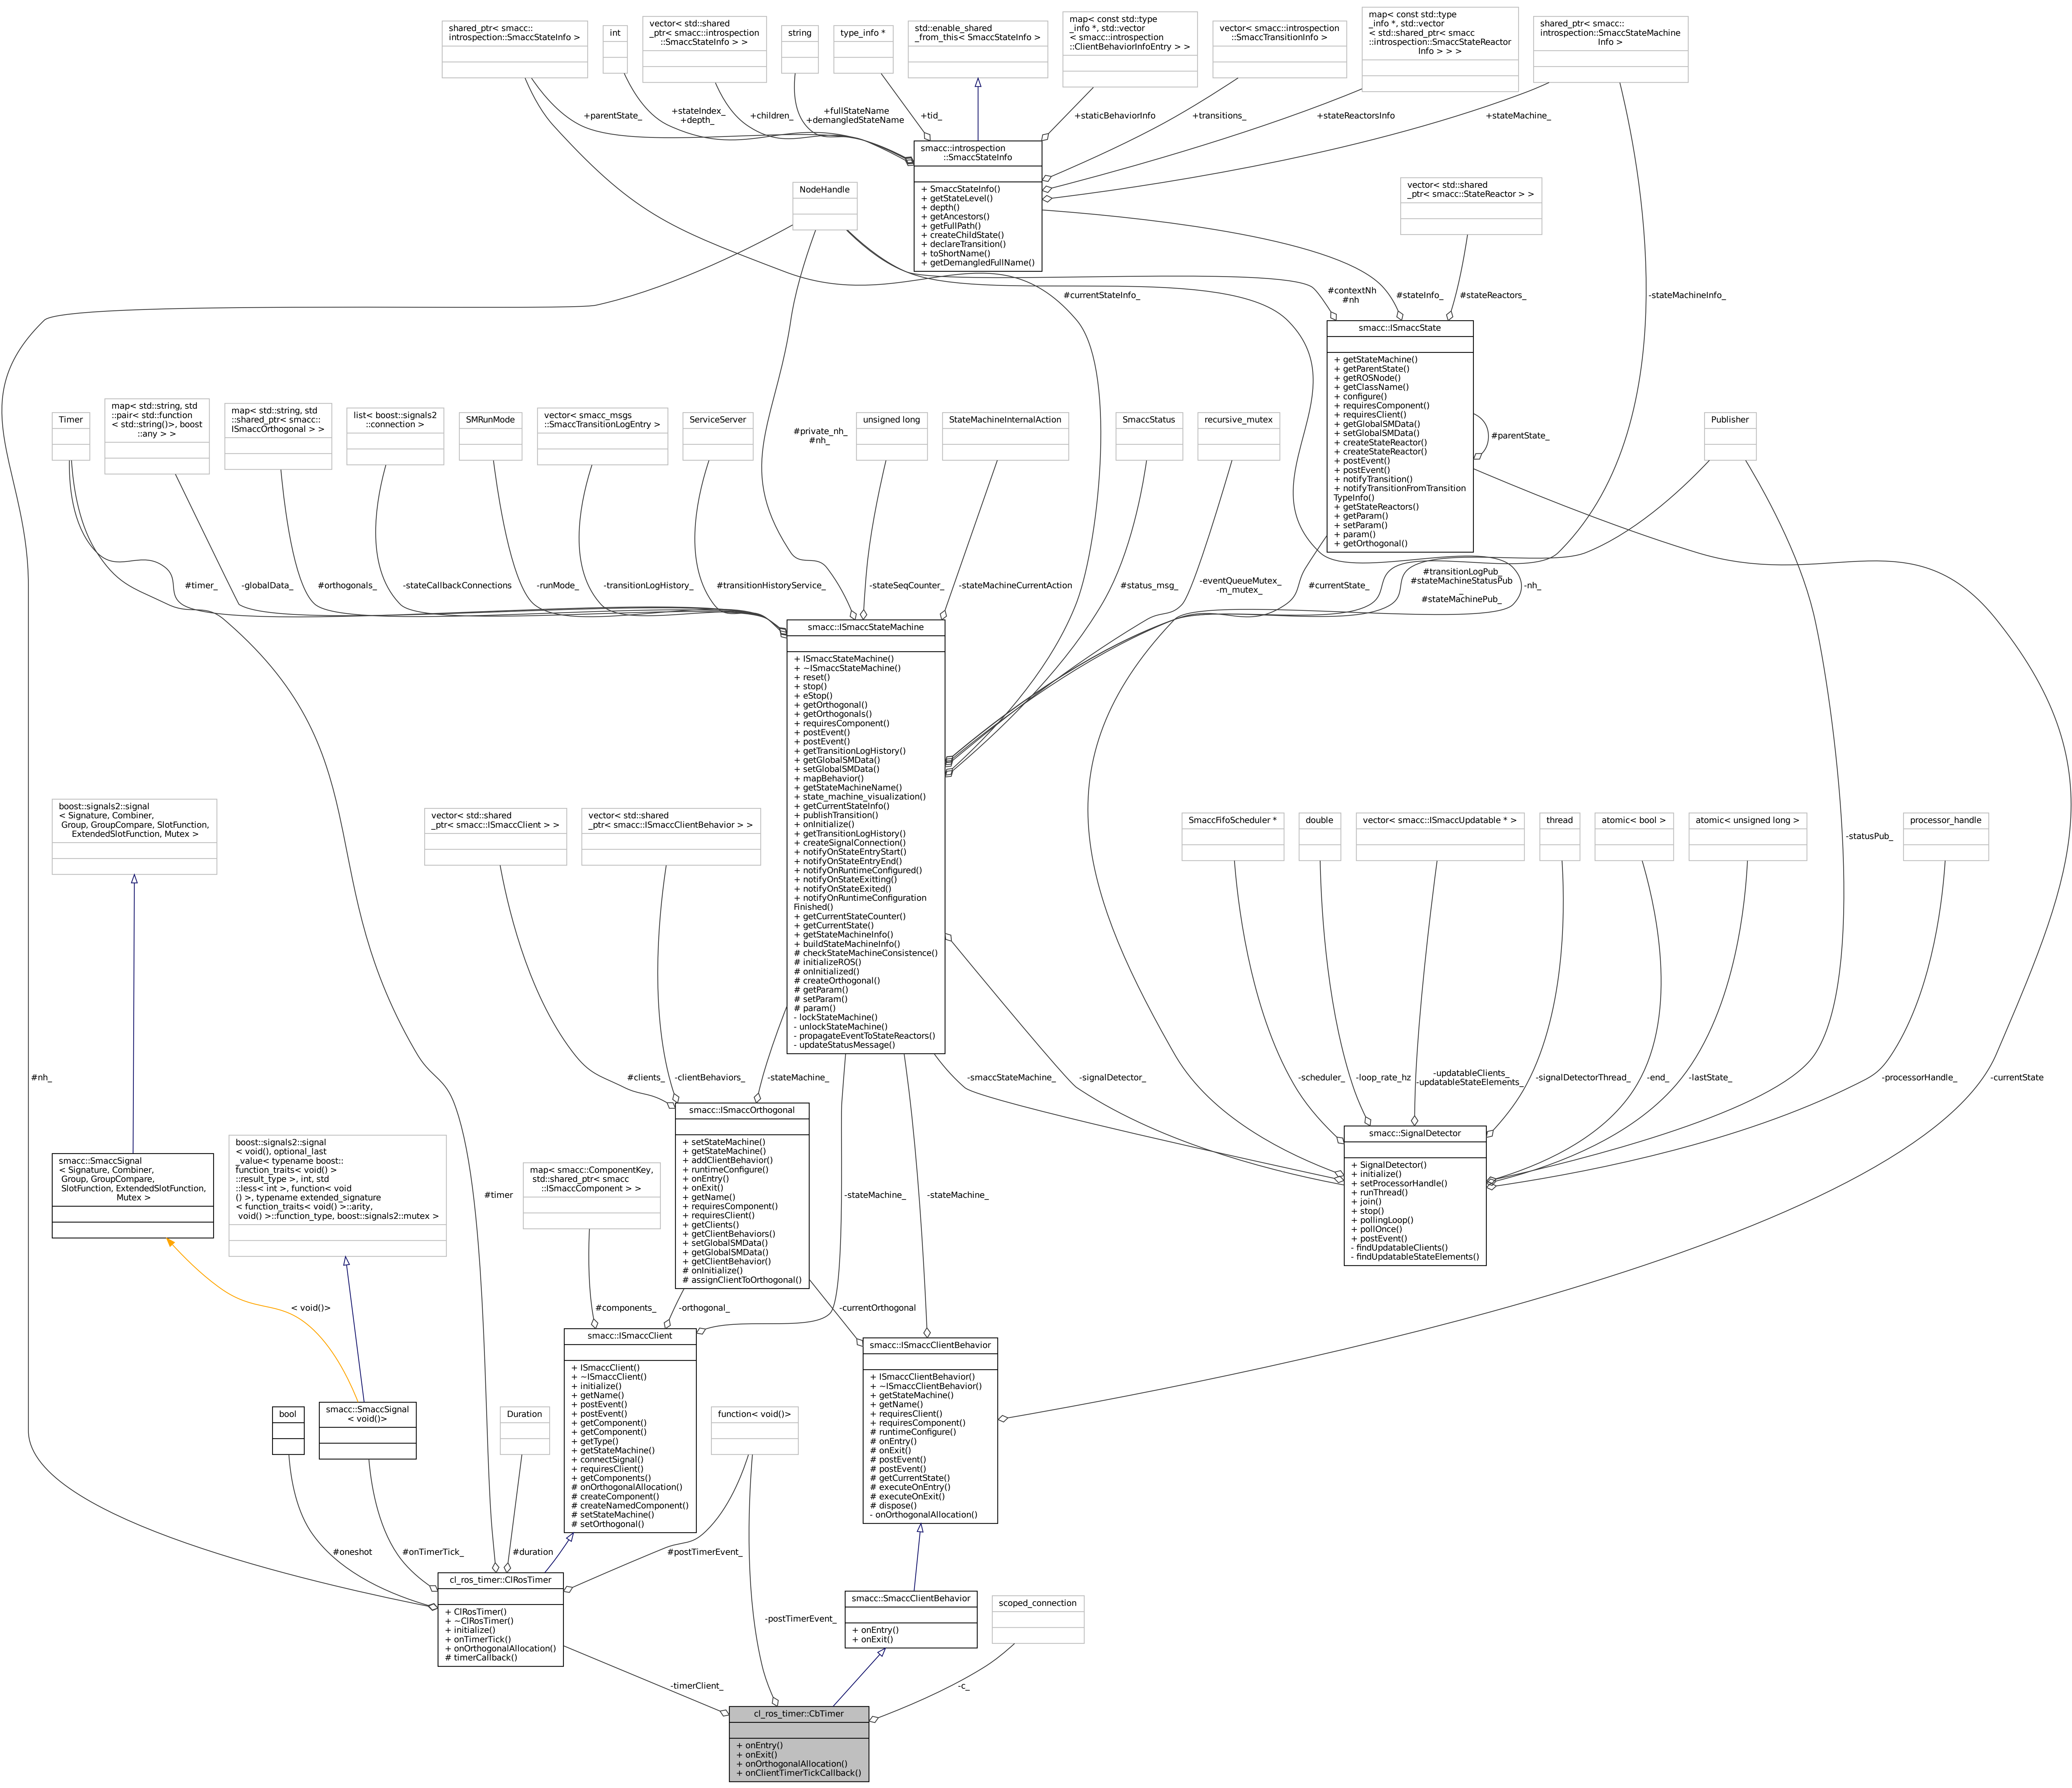 shared_ptr< smacc::
introspection::SmaccStateInfo >
int
vector< std::shared
_ptr< smacc::introspection
::SmaccStateInfo > >
string
type_info *
std::enable_shared
_from_this< SmaccStateInfo >
map< const std::type
_info *, std::vector
< smacc::introspection
::ClientBehaviorInfoEntry > >
vector< smacc::introspection
::SmaccTransitionInfo >
map< const std::type
_info *, std::vector
< std::shared_ptr< smacc
::introspection::SmaccStateReactor
Info > > >
shared_ptr< smacc::
introspection::SmaccStateMachine
Info >
+parentState_
+stateIndex_
+depth_
+children_
+fullStateName
+demangledStateName
+tid_
+staticBehaviorInfo
+transitions_
+stateReactorsInfo
+stateMachine_
smacc::introspection
::SmaccStateInfo
+ SmaccStateInfo()
+ getStateLevel()
+ depth()
+ getAncestors()
+ getFullPath()
+ createChildState()
+ declareTransition()
+ toShortName()
+ getDemangledFullName()
NodeHandle
vector< std::shared
_ptr< smacc::StateReactor > >
#currentStateInfo_
#contextNh
#nh
#stateInfo_
#stateReactors_
-stateMachineInfo_
smacc::ISmaccState
+ getStateMachine()
+ getParentState()
+ getROSNode()
+ getClassName()
+ configure()
+ requiresComponent()
+ requiresClient()
+ getGlobalSMData()
+ setGlobalSMData()
+ createStateReactor()
+ createStateReactor()
+ postEvent()
+ postEvent()
+ notifyTransition()
+ notifyTransitionFromTransition
TypeInfo()
+ getStateReactors()
+ getParam()
+ setParam()
+ param()
+ getOrthogonal()
#parentState_
Timer
map< std::string, std
::pair< std::function
< std::string()>, boost
::any > >
map< std::string, std
::shared_ptr< smacc::
ISmaccOrthogonal > >
list< boost::signals2
::connection >
SMRunMode
vector< smacc_msgs
::SmaccTransitionLogEntry >
ServiceServer
#private_nh_
#nh_
unsigned long
StateMachineInternalAction
SmaccStatus
recursive_mutex
Publisher
#timer_
-globalData_
#orthogonals_
-stateCallbackConnections
-runMode_
-transitionLogHistory_
#transitionHistoryService_
-stateSeqCounter_
-stateMachineCurrentAction
#status_msg_
-eventQueueMutex_
-m_mutex_
#currentState_
#transitionLogPub_
#stateMachineStatusPub
_
#stateMachinePub_
-nh_
smacc::ISmaccStateMachine
+ ISmaccStateMachine()
+ ~ISmaccStateMachine()
+ reset()
+ stop()
+ eStop()
+ getOrthogonal()
+ getOrthogonals()
+ requiresComponent()
+ postEvent()
+ postEvent()
+ getTransitionLogHistory()
+ getGlobalSMData()
+ setGlobalSMData()
+ mapBehavior()
+ getStateMachineName()
+ state_machine_visualization()
+ getCurrentStateInfo()
+ publishTransition()
+ onInitialize()
+ getTransitionLogHistory()
+ createSignalConnection()
+ notifyOnStateEntryStart()
+ notifyOnStateEntryEnd()
+ notifyOnRuntimeConfigured()
+ notifyOnStateExitting()
+ notifyOnStateExited()
+ notifyOnRuntimeConfiguration
Finished()
+ getCurrentStateCounter()
+ getCurrentState()
+ getStateMachineInfo()
+ buildStateMachineInfo()
# checkStateMachineConsistence()
# initializeROS()
# onInitialized()
# createOrthogonal()
# getParam()
# setParam()
# param()
- lockStateMachine()
- unlockStateMachine()
- propagateEventToStateReactors()
- updateStatusMessage()
boost::signals2::signal
< Signature, Combiner,
Group, GroupCompare, SlotFunction,
ExtendedSlotFunction, Mutex >
vector< std::shared
_ptr< smacc::ISmaccClient > >
vector< std::shared
_ptr< smacc::ISmaccClientBehavior > >
SmaccFifoScheduler *
double
vector< smacc::ISmaccUpdatable * >
thread
atomic< bool >
atomic< unsigned long >
-statusPub_
processor_handle
#nh_
#clients_
-clientBehaviors_
-stateMachine_
-smaccStateMachine_
-signalDetector_
-scheduler_
-loop_rate_hz
-updatableClients_
-updatableStateElements_
-signalDetectorThread_
-end_
-lastState_
-processorHandle_
-currentState
smacc::ISmaccOrthogonal
+ setStateMachine()
+ getStateMachine()
+ addClientBehavior()
+ runtimeConfigure()
+ onEntry()
+ onExit()
+ getName()
+ requiresComponent()
+ requiresClient()
+ getClients()
+ getClientBehaviors()
+ setGlobalSMData()
+ getGlobalSMData()
+ getClientBehavior()
# onInitialize()
# assignClientToOrthogonal()
smacc::SignalDetector
+ SignalDetector()
+ initialize()
+ setProcessorHandle()
+ runThread()
+ join()
+ stop()
+ pollingLoop()
+ pollOnce()
+ postEvent()
- findUpdatableClients()
- findUpdatableStateElements()
smacc::SmaccSignal
< Signature, Combiner,
Group, GroupCompare,
SlotFunction, ExtendedSlotFunction,
Mutex >
boost::signals2::signal
< void(), optional_last
_value< typename boost::
function_traits< void() >
::result_type >, int, std
::less< int >, function< void
() >, typename extended_signature
< function_traits< void() >::arity,
void() >::function_type, boost::signals2::mutex >
#timer
map< smacc::ComponentKey,
std::shared_ptr< smacc
::ISmaccComponent > >
-stateMachine_
-stateMachine_
< void()>
#components_
-orthogonal_
-currentOrthogonal
smacc::ISmaccClient
+ ISmaccClient()
+ ~ISmaccClient()
+ initialize()
+ getName()
+ postEvent()
+ postEvent()
+ getComponent()
+ getComponent()
+ getType()
+ getStateMachine()
+ connectSignal()
+ requiresClient()
+ getComponents()
# onOrthogonalAllocation()
# createComponent()
# createNamedComponent()
# setStateMachine()
# setOrthogonal()
smacc::ISmaccClientBehavior
+ ISmaccClientBehavior()
+ ~ISmaccClientBehavior()
+ getStateMachine()
+ getName()
+ requiresClient()
+ requiresComponent()
# runtimeConfigure()
# onEntry()
# onExit()
# postEvent()
# postEvent()
# getCurrentState()
# executeOnEntry()
# executeOnExit()
# dispose()
- onOrthogonalAllocation()
bool
smacc::SmaccSignal
< void()>
Duration
function< void()>
#oneshot
#onTimerTick_
#duration
#postTimerEvent_
cl_ros_timer::ClRosTimer
+ ClRosTimer()
+ ~ClRosTimer()
+ initialize()
+ onTimerTick()
+ onOrthogonalAllocation()
# timerCallback()
-postTimerEvent_
smacc::SmaccClientBehavior
+ onEntry()
+ onExit()
scoped_connection
-timerClient_
-c_
cl_ros_timer::CbTimer
+ onEntry()
+ onExit()
+ onOrthogonalAllocation()
+ onClientTimerTickCallback()